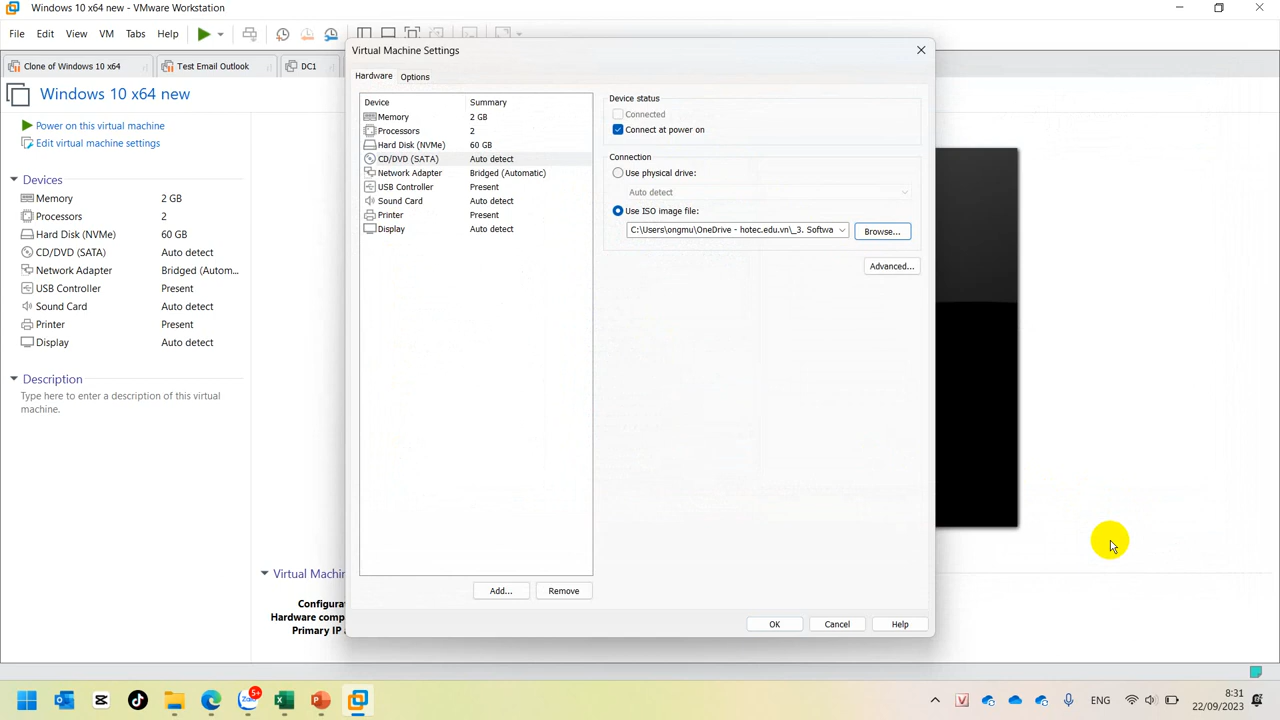 Windows 10 x64 new - VMware Workstation
File Edit View VM Tabs Help
Clone of Windows 10 x64 Test Email Outlook DC1
Windows 10 x64 new
Power on this virtual machine
Edit virtual machine settings
Devices
Memory 2 GB
Processors 2
Hard Disk (NVMe) 60 GB
CD/DVD (SATA) Auto detect
Network Adapter Bridged (Autom...
USB Controller Present
Sound Card Auto detect
Printer Present
Display Auto detect
Description
Type here to enter a description of this virtual
machine.
Virtual Machin
Configurat
Hardware comp
Primary IP
Virtual Machine Settings
Hardware Options
Device Summary
Memory 2 GB
Processors 2
Hard Disk (NVMe) 60 GB
CD/DVD (SATA) Auto detect
Network Adapter Bridged (Automatic)
USB Controller Present
Sound Card Auto detect
Printer Present
Display Auto detect
Add... Remove
Device status
Connected
Connect at power on
Connection
Use physical drive:
Auto detect
Use ISO image file:
C:\Users\ongmu\OneDrive - hotec.edu.vn\_3. Softwa Browse...
Advanced...
OK Cancel Help
Zalo 5+
V
ENG
8:31
22/09/2023